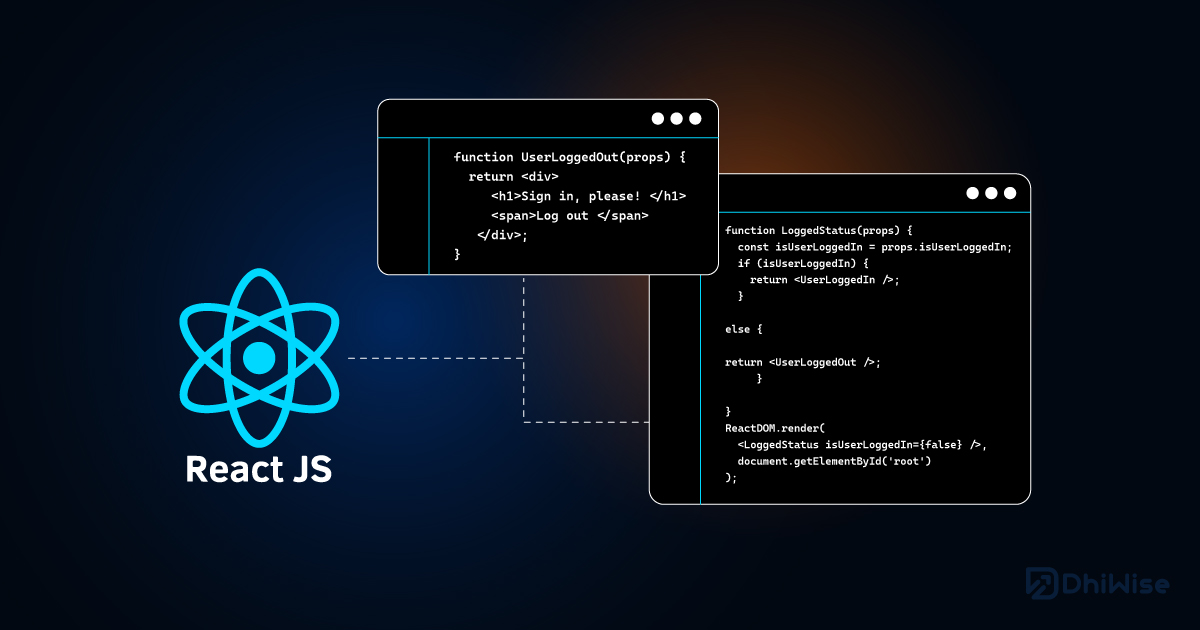 function UserLoggedOut(props) {
return <div>
<h1>Sign in, please! </h1>
<span>Log out </span>
</div>;
}
function LoggedStatus(props) {
const isUserLoggedIn = props.isUserLoggedIn;
if (isUserLoggedIn) {
return <UserLoggedIn />;
}
else {
return <UserLoggedOut />;
}
}
ReactDOM.render(
<LoggedStatus isUserLoggedIn={false} />,
document.getElementById('root')
);
React JS
DhiWise